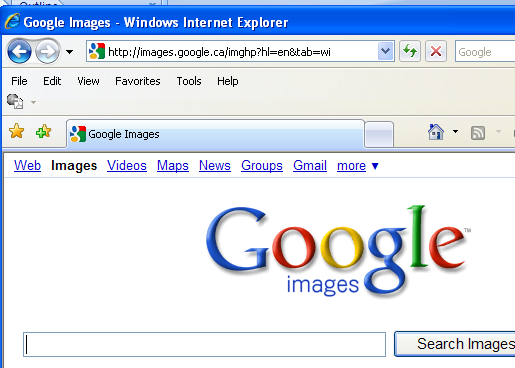 Google Images - Windows Internet Explorer
http://images.google.ca/imghp?hl=en&tab=wi
Google
File Edit View Favorites Tools Help
Google Images
Web Images Videos Maps News Groups Gmail more ▼
Google™
images
Search Images